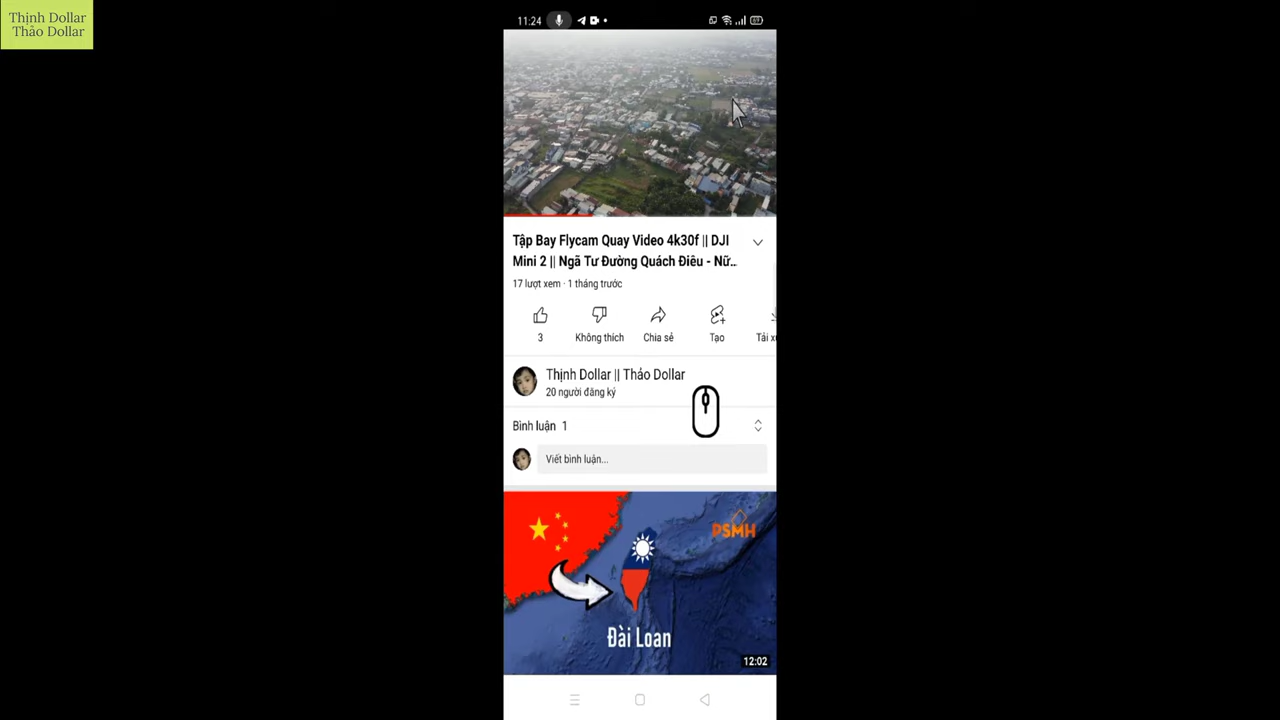 Thịnh Dollar
Thảo Dollar
11:24
Tập Bay Flycam Quay Video 4k30f || DJI
Mini 2 || Ngã Tư Đường Quách Điêu - Nữ...
17 lượt xem · 1 tháng trước
3
Không thích
Chia sẻ
Tạo
Tải x
Thịnh Dollar || Thảo Dollar
20 người đăng ký
Bình luận 1
Viết bình luận...
PSMH
Đài Loan
12:02